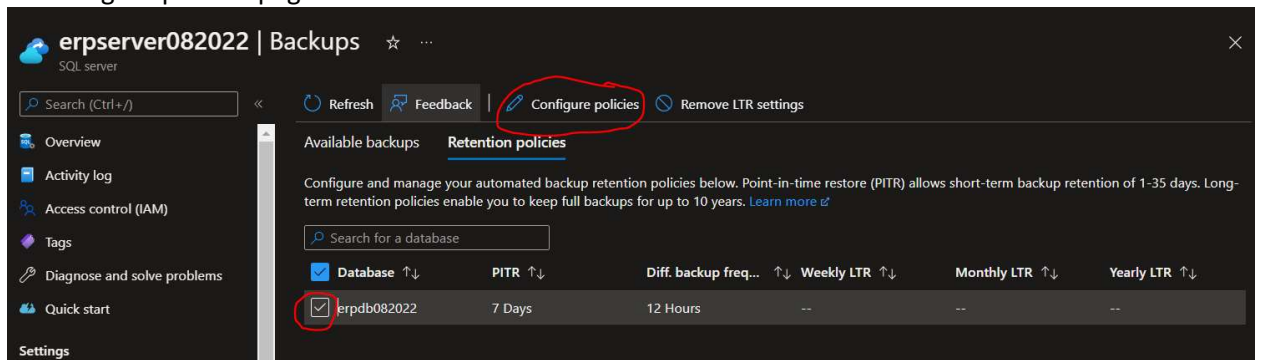 erpserver082022 | Backups
SQL server
Search (Ctrl+/)
Refresh Feedback Configure policies Remove LTR settings
Overview
Activity log
Access control (IAM)
Tags
Diagnose and solve problems
Quick start
Settings
Available backups Retention policies
Configure and manage your automated backup retention policies below. Point-in-time restore (PITR) allows short-term backup retention of 1-35 days. Long-
term retention policies enable you to keep full backups for up to 10 years. Learn more
Search for a database
Database PITR Diff. backup freq... Weekly LTR Monthly LTR Yearly LTR
erpdb082022 7 Days 12 Hours -- -- --